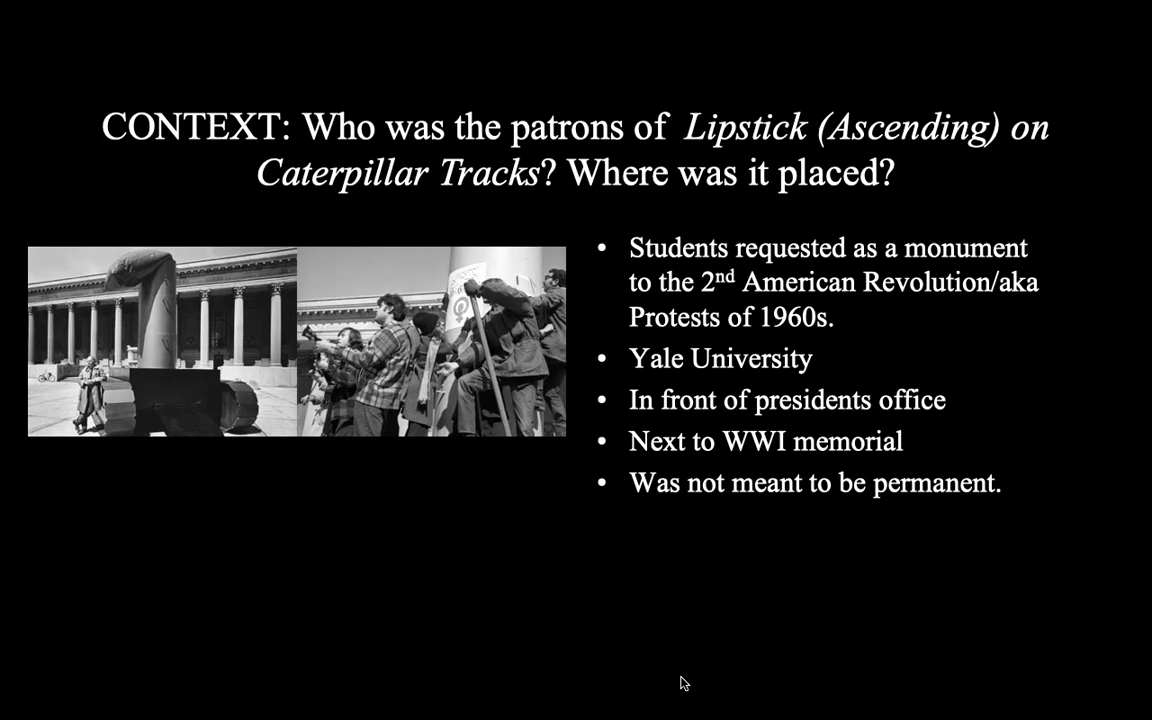 CONTEXT: Who was the patrons of Lipstick (Ascending) on
Caterpillar Tracks? Where was it placed?
• Students requested as a monument
to the 2nd American Revolution/aka
Protests of 1960s.
• Yale University
• In front of presidents office
• Next to WWI memorial
• Was not meant to be permanent.